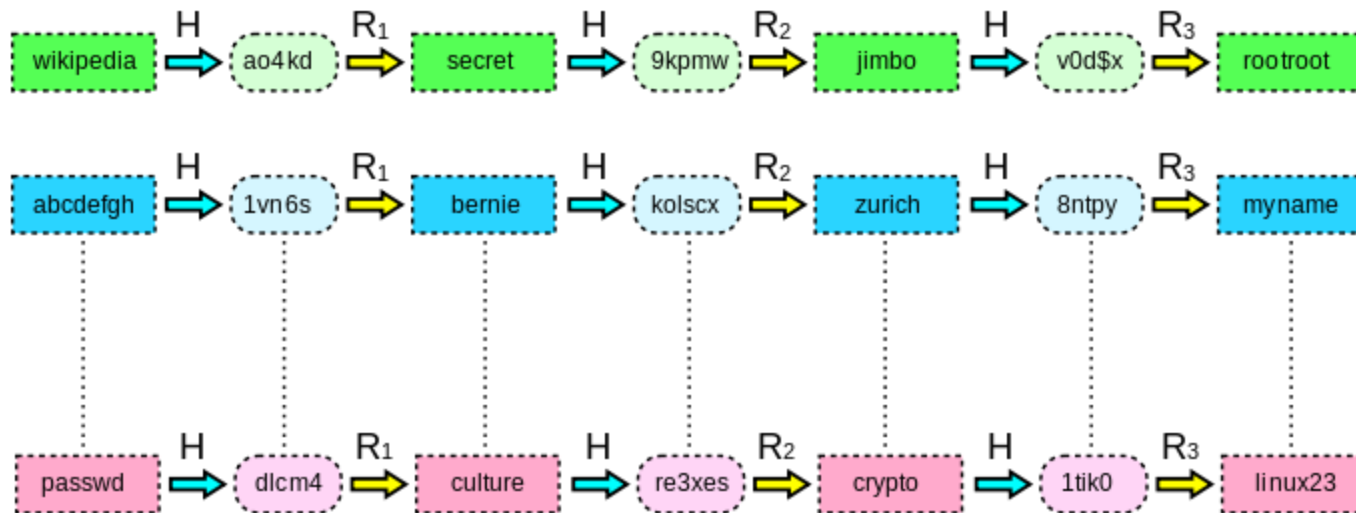 H R1 H R2 H R3
wikipedia ao4kd secret 9kpmw jimbo v0d$x rootroot
H R1 H R2 H R3
abcdefgh 1vn6s bernie kolscx zurich 8ntpy myname
H R1 H R2 H R3
passwd dlcm4 culture re3xes crypto 1tik0 linux23